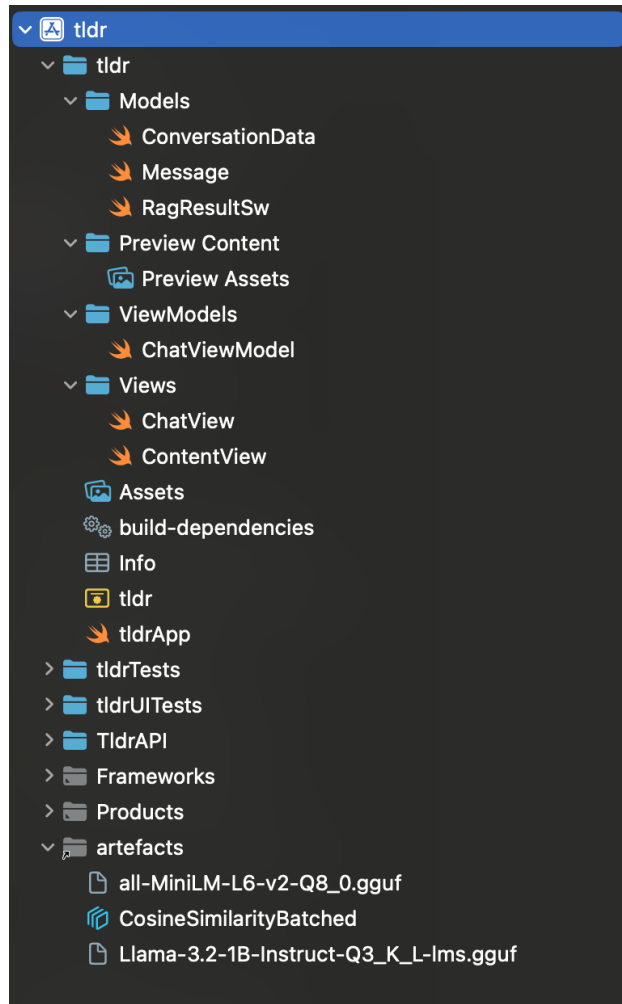 tldr
tldr
Models
ConversationData
Message
RagResultSw
Preview Content
Preview Assets
ViewModels
ChatViewModel
Views
ChatView
ContentView
Assets
build-dependencies
Info
tldr
tldrApp
tldrTests
tldrUITests
TldrAPI
Frameworks
Products
artefacts
all-MiniLM-L6-v2-Q8_0.gguf
CosineSimilarityBatched
Llama-3.2-1B-Instruct-Q3_K_L-lms.gguf